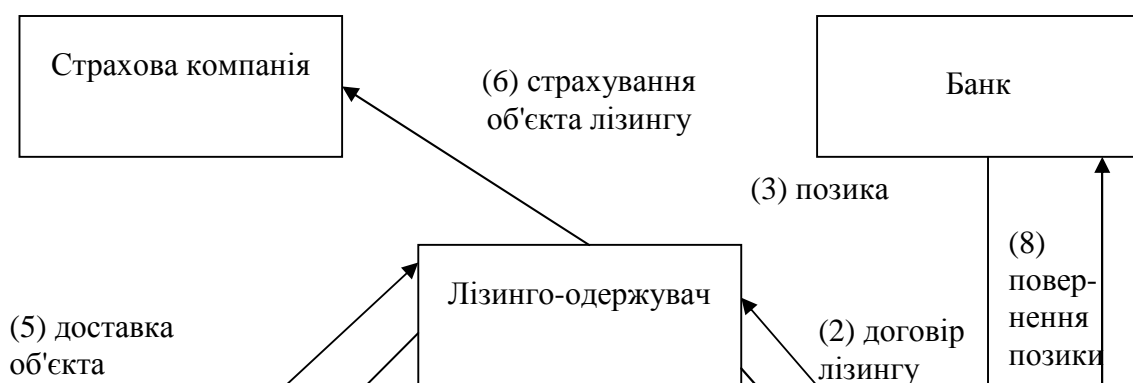 Страхова компанія
(6) страхування
об'єкта лізингу
Банк
(3) позика
(8)
повер-
нення
позики
Лізинго-одержувач
(5) доставка
об'єкта
(2) договір
лізингу